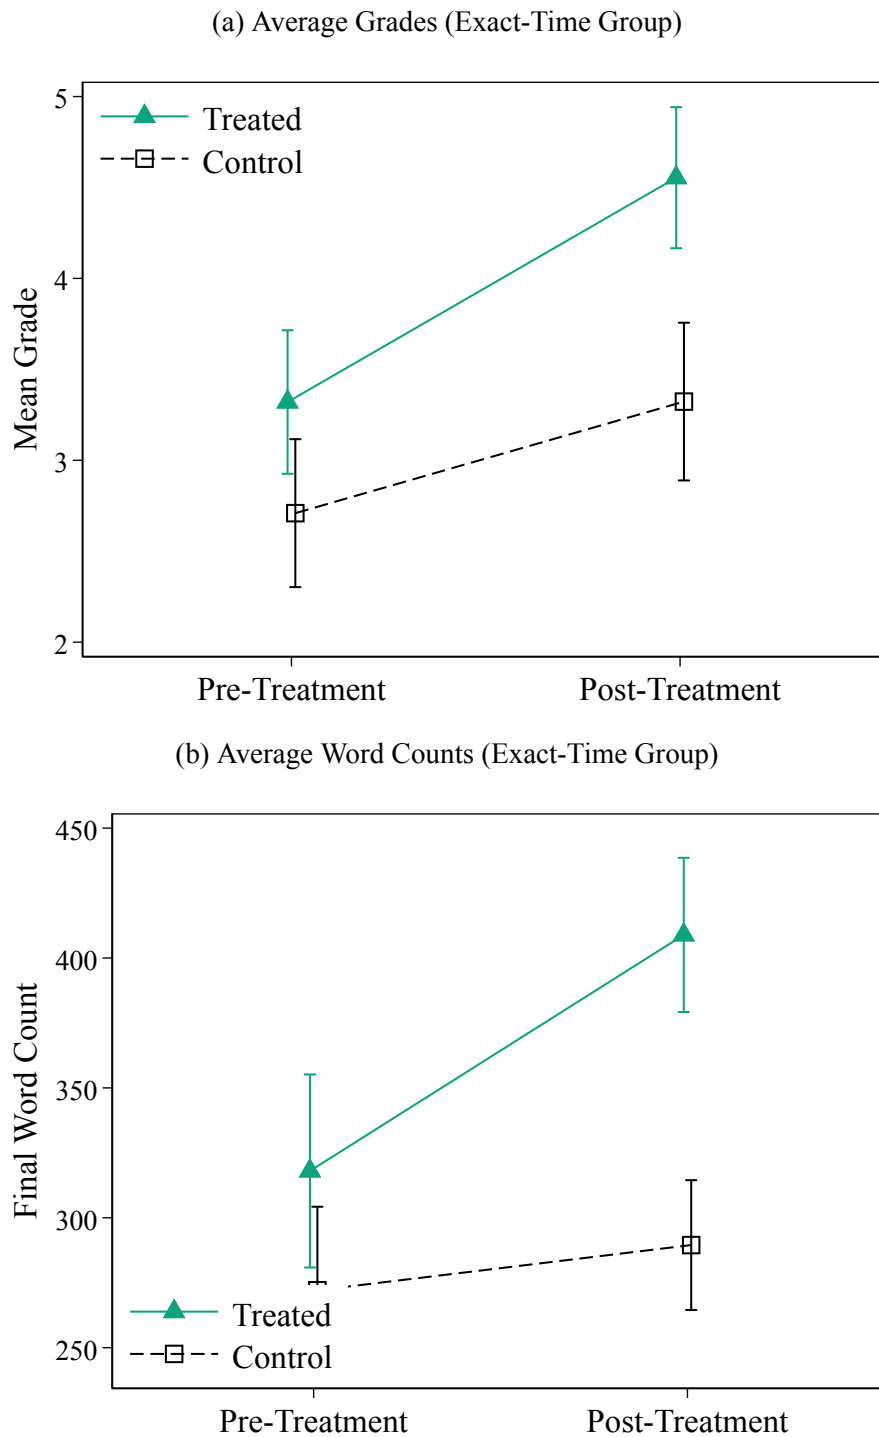 (a) Average Grades (Exact-Time Group)
5
Treated
Control
4
Mean Grade
3
2
Pre-Treatment Post-Treatment
(b) Average Word Counts (Exact-Time Group)
450
400
350
Final Word Count
300
Treated
Control
250
Pre-Treatment Post-Treatment